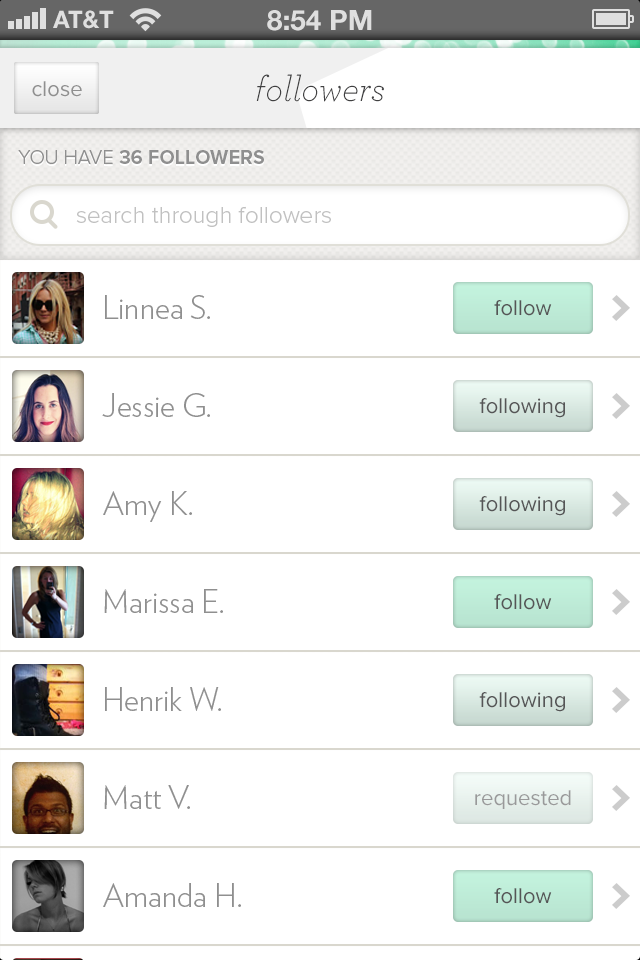 AT&T 8:54 PM
close followers
YOU HAVE 36 FOLLOWERS
search through followers
Linnea S. follow
Jessie G. following
Amy K. following
Marissa E. follow
Henrik W. following
Matt V. requested
Amanda H. follow